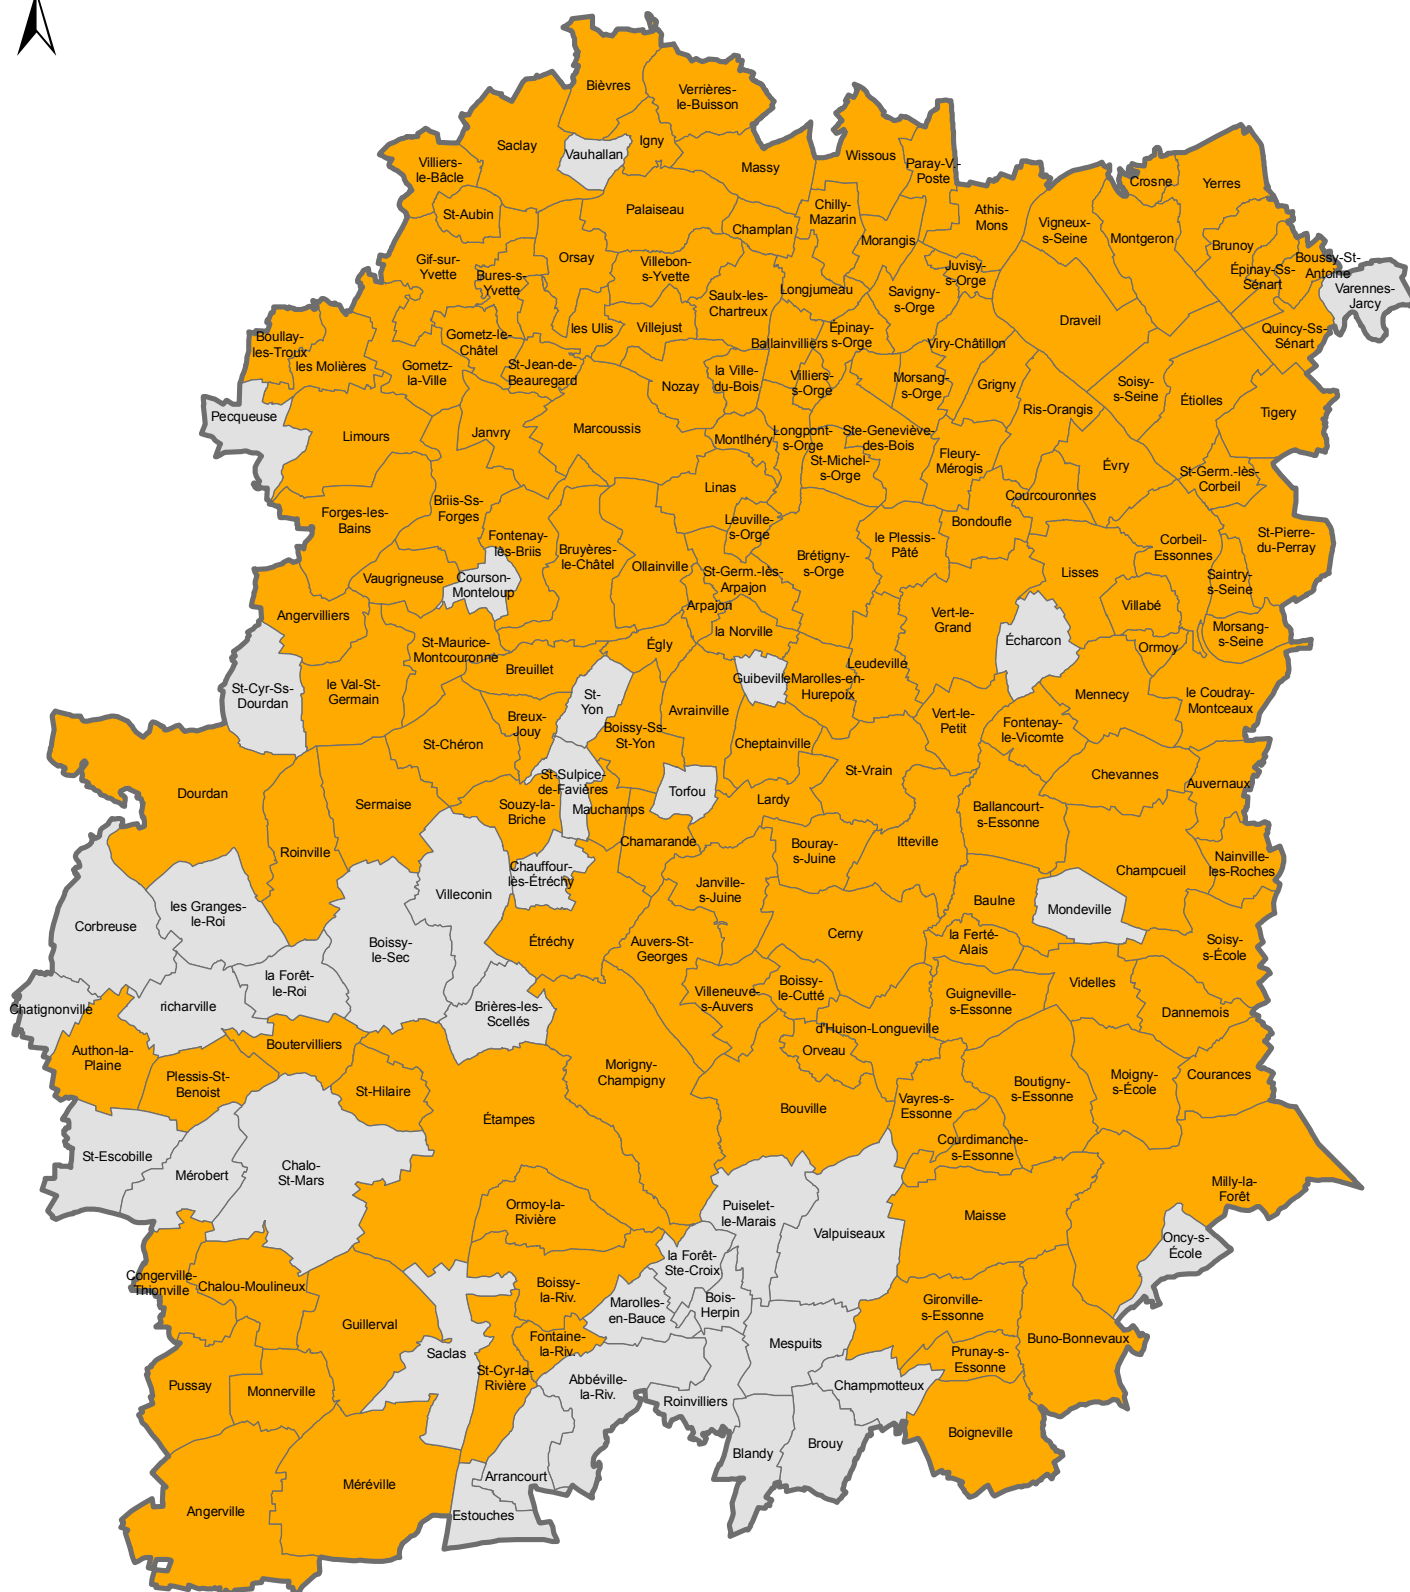 Bièvres
Verrières-
le-Buisson
Saclay
Igny
Vauhallan
Massy
Wissous
Villiers-
le-Bâcle
Paray-V.-
Poste
Crosne
Yerres
St-Aubin
Palaiseau
Chilly-
Mazarin
Athis-
Mons
Champlan
Vigneux-
s-Seine
Montgeron
Morangis
Brunoy
Gif-sur-
Yvette
Orsay
Villebon-
s-Yvette
Bures-s-
Yvette
Juvisy-
s-Orge
Épinay-Ss-
Sénart
Boussy-St-
Antoine
Varennes-
Jarcy
Saulx-les-
Chartreux
Longjumeau
Savigny-
s-Orge
Draveil
les Ulis
Villejust
Épinay-
s-Orge
Ballainvilliers
Viry-Châtillon
Quincy-Ss-
Sénart
Boullay-
les-Troux
les Molières
Gometz-le-
Châtel
Gometz-
la-Ville
St-Jean-de-
Beauregard
Nozay
la Ville-
du-Bois
Villiers-
s-Orge
Morsang-
s-Orge
Grigny
Soisy-
s-Seine
Étiolles
Tigery
Ris-Orangis
Pecqueuse
Limours
Janvry
Marcoussis
Montlhéry
Longpont-
s-Orge
Ste-Geneviève-
des-Bois
St-Michel-
s-Orge
Fleury-
Mérogis
Évry
St-Germ.-lès-
Corbeil
Courcouronnes
Linas
Briis-Ss-
Forges
Forges-les-
Bains
Leuville-
s-Orge
Bondoufle
Fontenay-
lès-Briis
Bruyères-
le-Châtel
Ollainville
Brétigny-
s-Orge
le Plessis-
Pâté
Corbeil-
Essonnes
St-Pierre-
du-Perray
Lisses
Vaugrigneuse
Courson-
Monteloup
St-Germ.-lès-
Arpajon
Saintry-
s-Seine
Arpajon
Villabé
Angervilliers
Vert-le-
Grand
la Norville
Écharcon
Morsang-
s-Seine
Ormoy
St-Maurice-
Montcouronne
Égly
Breuillet
Leudeville
Guibeville
Marolles-en-
Hurepoix
St-Cyr-Ss-
Dourdan
le Val-St-
Germain
St-
Yon
Mennecy
le Coudray-
Montceaux
Avrainville
Breux-
Jouy
Boissy-Ss-
St-Yon
Vert-le-
Petit
Fontenay-
le-Vicomte
St-Chéron
Cheptainville
St-Vrain
Chevannes
Auvernaux
St-Sulpice-
de-Favières
Dourdan
Sermaise
Souzy-la-
Briche
Mauchamps
Torfou
Lardy
Ballancourt-
s-Essonne
Chamarande
Bouray-
s-Juine
Itteville
Roinville
Chauffour-
lès-Étréchy
Champcueil
Nainville-
les-Roches
Villeconin
Janville-
s-Juine
Baulne
Mondeville
les Granges-
le-Roi
Corbreuse
Boissy-
le-Sec
Étréchy
Auvers-St-
Georges
Cerny
la Ferté-
Alais
Soisy-
s-École
la Forêt-
le-Roi
Boissy-
le-Cutté
Videlles
Villeneuve-
s-Auvers
Guigneville-
s-Essonne
Chatignonville
richarville
Brières-les-
Scellés
Dannemois
d'Huison-Longueville
Boutervilliers
Authon-la-
Plaine
Orveau
Morigny-
Champigny
Plessis-St-
Benoist
St-Hilaire
Boutigny-
s-Essonne
Moigny-
s-École
Courances
Étampes
Bouville
Vayres-s-
Essonne
Courdimanche-
s-Essonne
St-Escobille
Mérobert
Chalo-
St-Mars
Milly-la-
Forêt
Ormoy-la-
Rivière
Puiselet-
le-Marais
Valpuiseaux
Maisse
Oncy-s-
École
la Forêt-
Ste-Croix
Congerville-
Thionville
Chalou-Moulineux
Boissy-
la-Riv.
Marolles-
en-Bauce
Bois-
Herpin
Gironville-
s-Essonne
Guillerval
Fontaine-
la-Riv.
Mespuits
Buno-Bonnevaux
Saclas
Prunay-s-
Essonne
St-Cyr-la-
Rivière
Pussay
Monnerville
Abbéville-
la-Riv.
Champmotteux
Roinvilliers
Boigneville
Blandy
Brouy
Méréville
Arrancourt
Angerville
Estouches